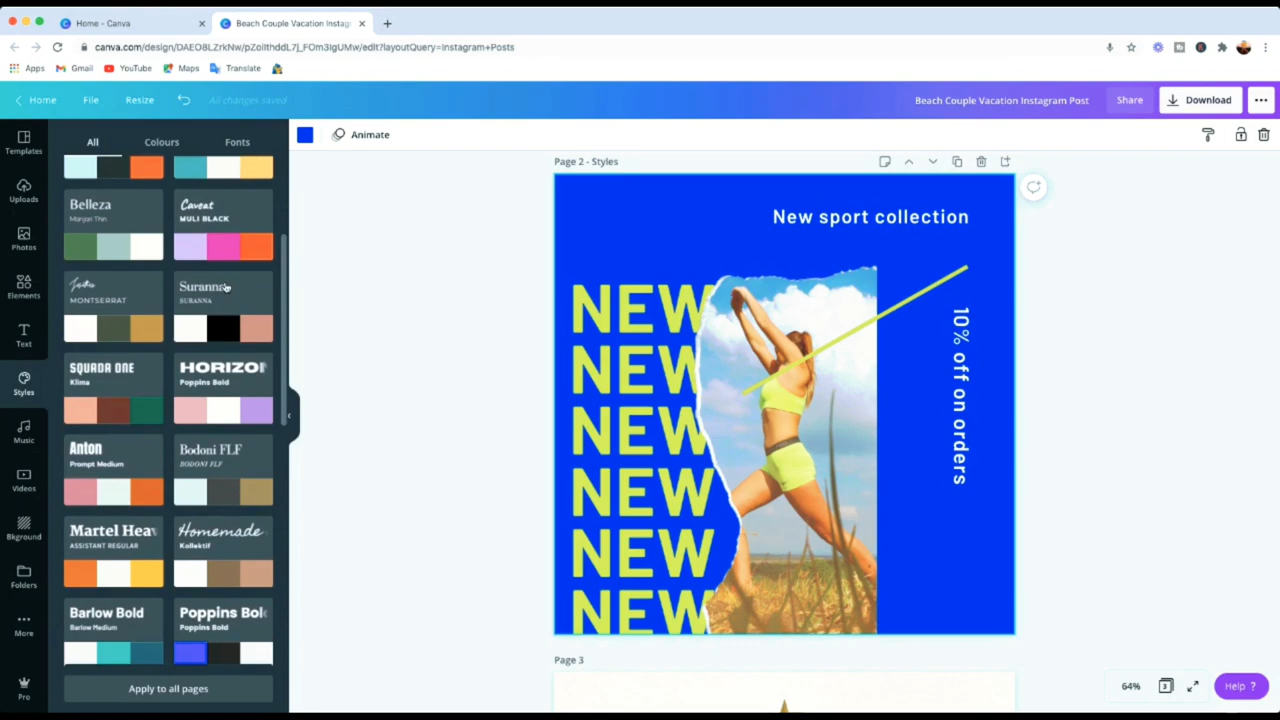 Home - Canva
Beach Couple Vacation Instag
canva.com/design/DAEO8LZrkNw/pZoiIthddL7j_FOm3IgUMw/edit?layoutQuery=Instagram+Posts
Apps Gmail YouTube Maps Translate
Home File Resize All changes saved Beach Couple Vacation Instagram Post Share Download
Templates
Uploads
Photos
Elements
Text
Styles
Music
Videos
Bkground
Folders
More
Pro
All Colours Fonts
Belleza
Marjari Thin
Caveat
MULI BLACK
MONTSERRAT
Suranna
SURANNA
SQUADA ONE
Klima
HORIZON
Poppins Bold
Anton
Prompt Medium
Bodoni FLF
BODONI FLF
Martel Heav
ASSISTANT REGULAR
Homemade
Kollektif
Barlow Bold
Barlow Medium
Poppins Bol
Poppins Bold
Apply to all pages
Animate
Page 2 - Styles
New sport collection
NEW
NEW
NEW
NEW
NEW
NEW
10% off on orders
Page 3
64%
3
Help ?